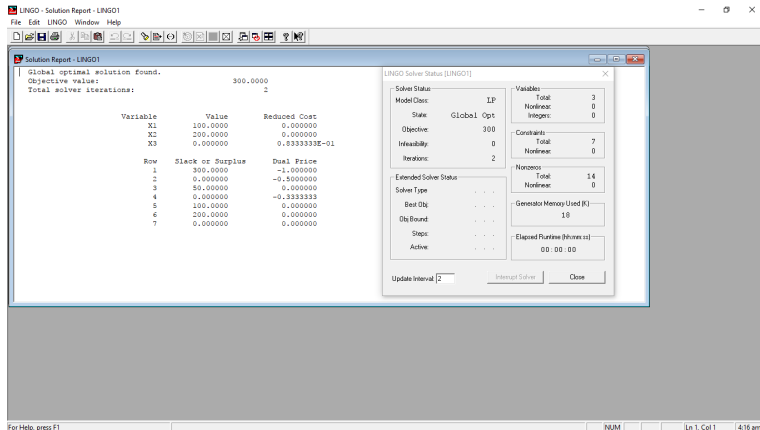 LINGO - Solution Report - LINGO1
File Edit LINGO Window Help
Solution Report - LINGO1
Global optimal solution found.
Objective value: 300.0000
Total solver iterations: 2
Variable Value Reduced Cost
X1 100.0000 0.000000
X2 200.0000 0.000000
X3 0.000000 0.8333333E-01
Row Slack or Surplus Dual Price
1 300.0000 -1.000000
2 0.000000 -0.5000000
3 50.00000 0.000000
4 0.000000 -0.3333333
5 100.0000 0.000000
6 200.0000 0.000000
7 0.000000 0.000000
LINGO Solver Status [LINGO1]
Solver Status
Model Class: LP
State: Global Opt
Objective: 300
Infeasibility: 0
Iterations: 2
Extended Solver Status
Solver Type . . .
Best Obj: . . .
Obj Bound: . . .
Steps: . . .
Active: . . .
Variables
Total: 3
Nonlinear: 0
Integers: 0
Constraints
Total: 7
Nonlinear: 0
Nonzeros
Total: 14
Nonlinear: 0
Generator Memory Used (K)
18
Elapsed Runtime (hh:mm:ss)
00:00:00
Update Interval: 2
Interrupt Solver
Close
For Help, press F1
NUM
Ln 1, Col 1
4:16 am